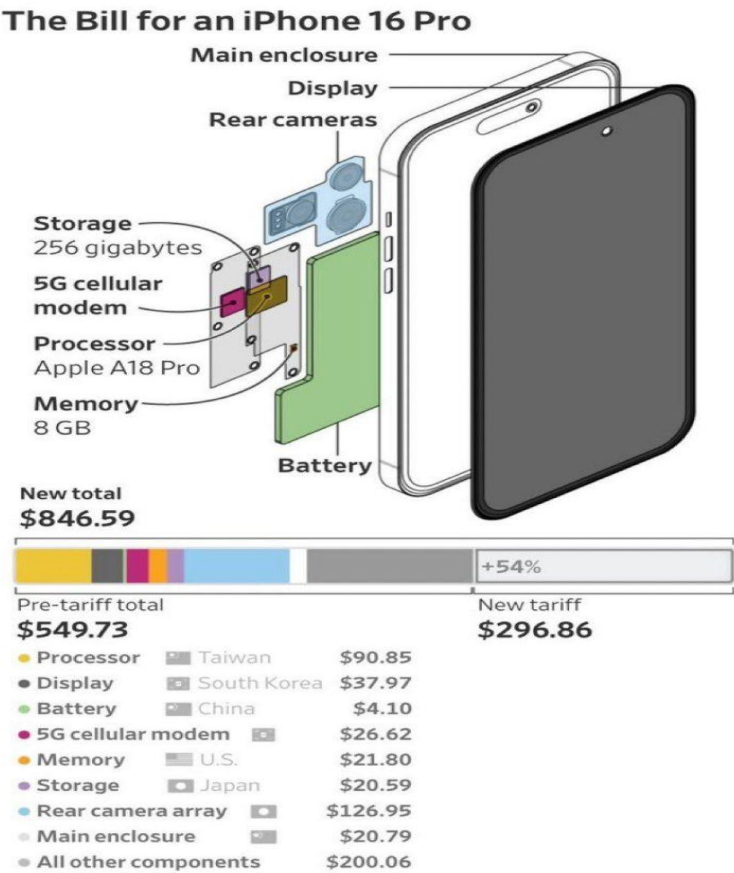 The Bill for an iPhone 16 Pro
Main enclosure
Display
Rear cameras
Storage
256 gigabytes
5G cellular
modem
Processor
Apple A18 Pro
Memory
8 GB
Battery
New total
$846.59
+54%
Pre-tariff total
$549.73
New tariff
$296.86
Processor Taiwan $90.85
Display South Korea $37.97
Battery China $4.10
5G cellular modem $26.62
Memory U.S. $21.80
Storage Japan $20.59
Rear camera array $126.95
Main enclosure $20.79
All other components $200.06